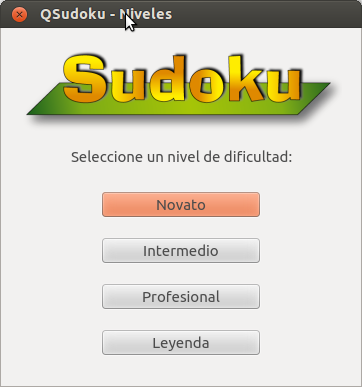 QSudoku - Niveles
Sudoku
Seleccione un nivel de dificultad:
Novato
Intermedio
Profesional
Leyenda